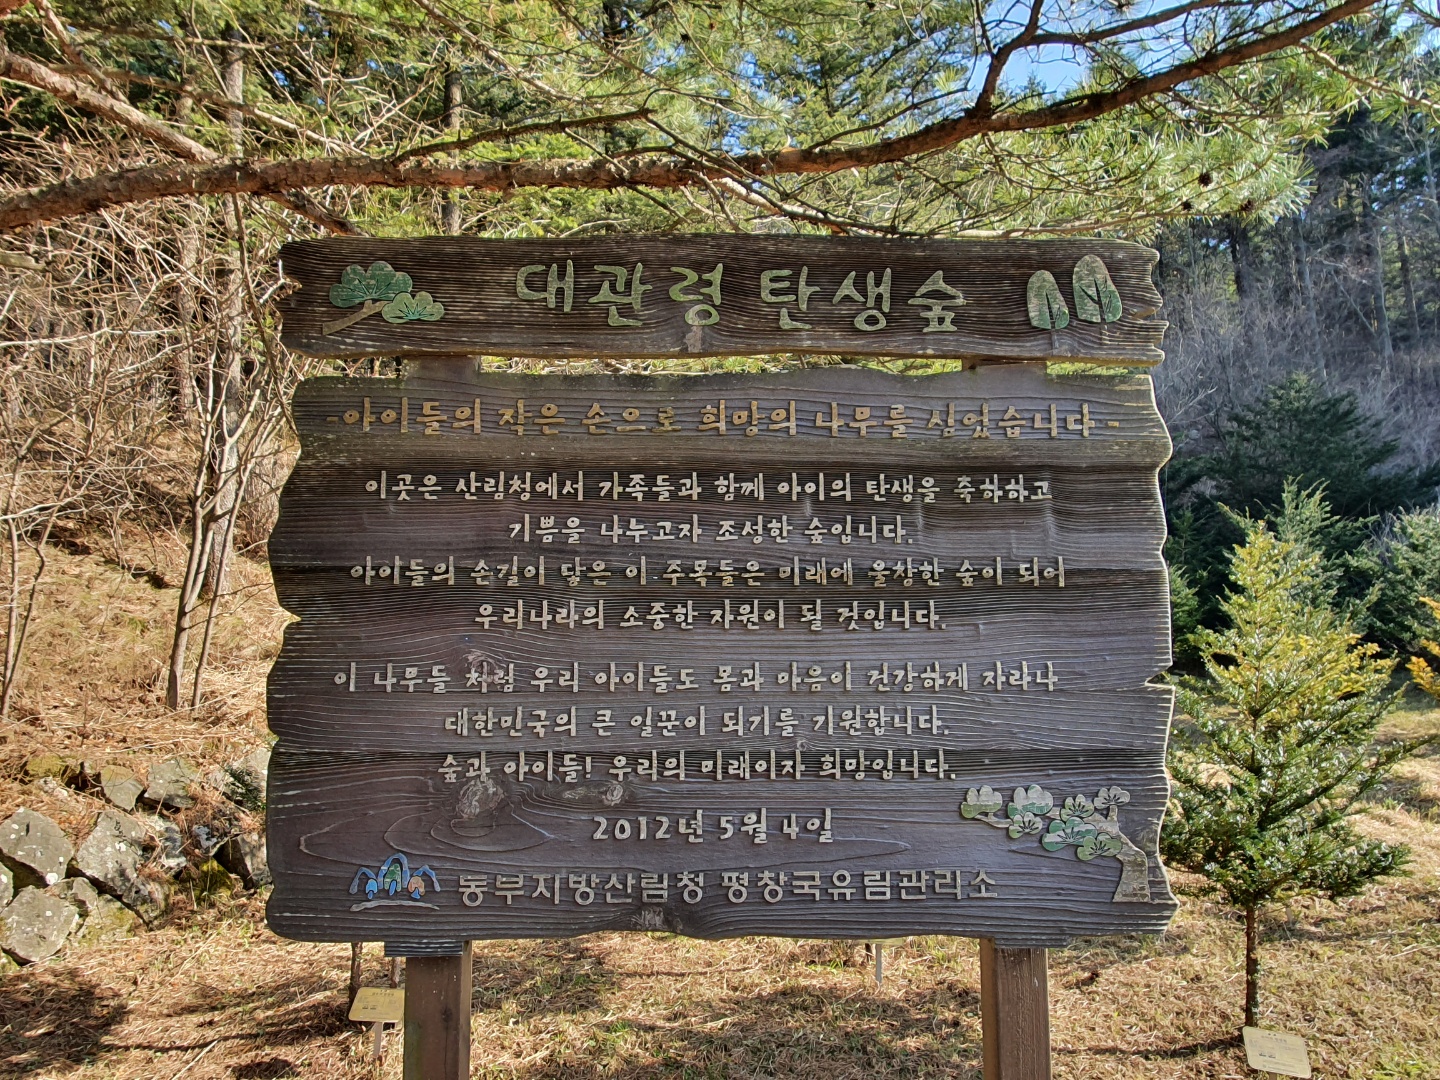 대관령 탄생숲
-아이들의 작은 손으로 희망의 나무를 심었습니다-
이곳은 산림청에서 가족들과 함께 아이의 탄생을 축하하고
기쁨을 나누고자 조성한 숲입니다.
아이들의 손길이 닿은 이 주목들은 미래에 울창한 숲이 되어
우리나라의 소중한 자원이 될 것입니다.
이 나무들 처럼 우리 아이들도 몸과 마음이 건강하게 자라나
대한민국의 큰 일꾼이 되기를 기원합니다.
숲과 아이들! 우리의 미래이자 희망입니다.
2012년 5월 4일
동부지방산림청 평창국유림관리소